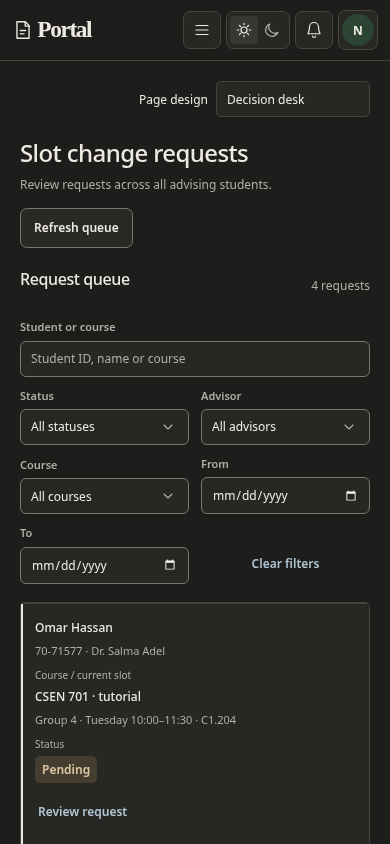 Portal
N
Page design
Decision desk
Slot change requests
Review requests across all advising students.
Refresh queue
Request queue
4 requests
Student or course
Student ID, name or course
Status
Advisor
All statuses
All advisors
Course
From
All courses
mm/dd/yyyy
To
mm/dd/yyyy
Clear filters
Omar Hassan
70-71577 · Dr. Salma Adel
Course / current slot
CSEN 701 · tutorial
Group 4 · Tuesday 10:00–11:30 · C1.204
Status
Pending
Review request